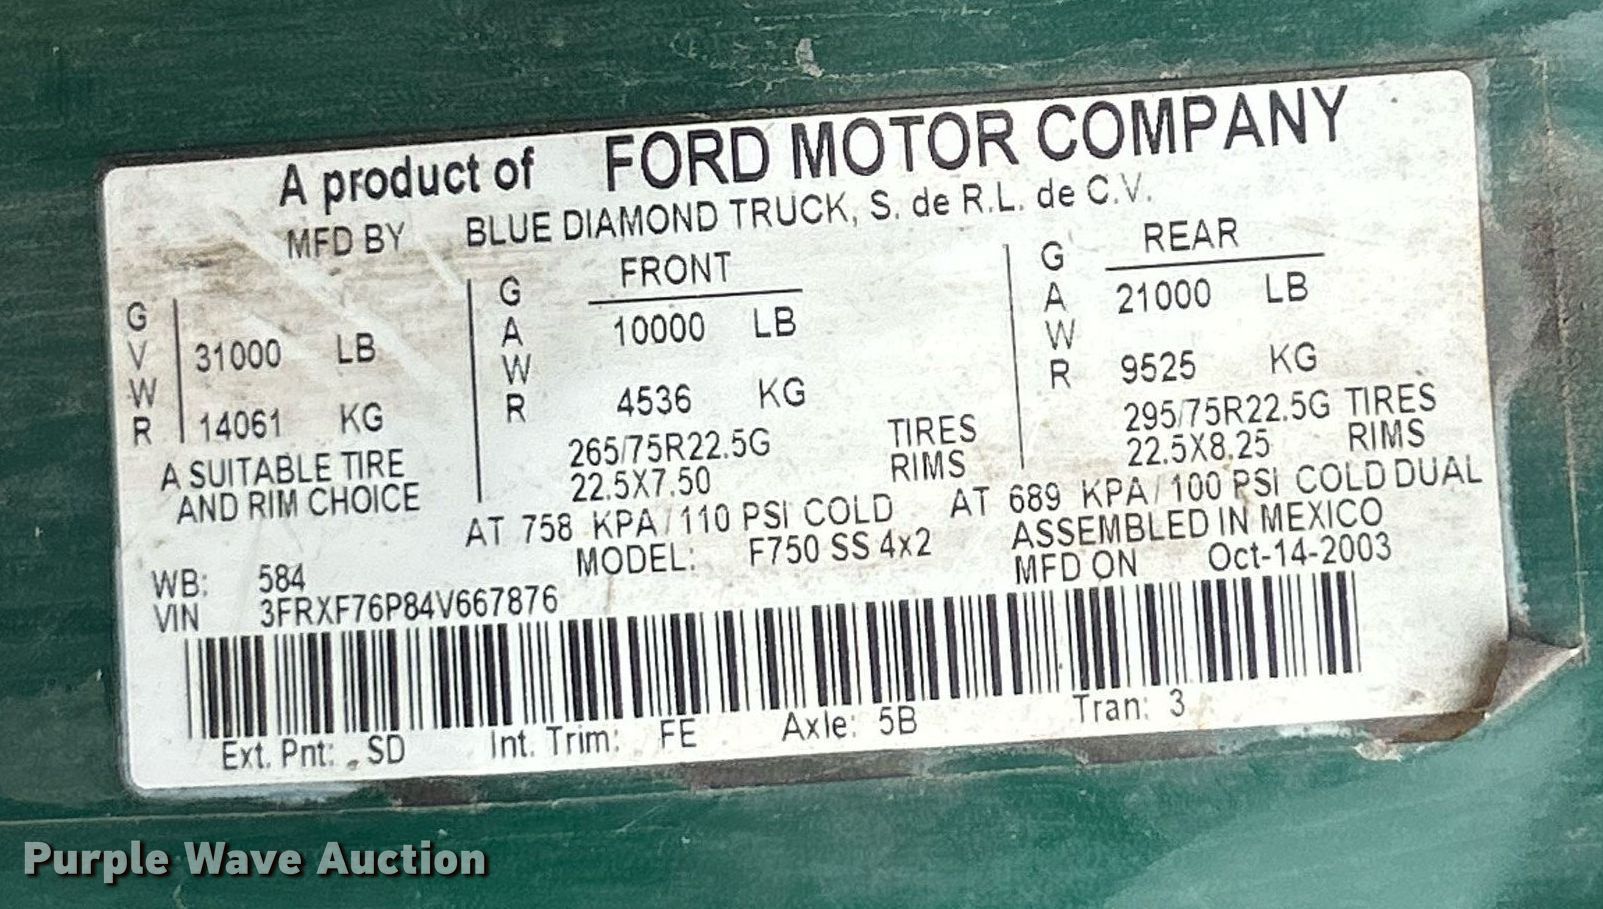 A product of FORD MOTOR COMPANY
MFD BY BLUE DIAMOND TRUCK, S. de R.L. de C.V.
GVWR
31000 LB
14061 KG
A SUITABLE TIRE
AND RIM CHOICE
GAWR
FRONT
10000 LB
4536 KG
265/75R22.5G TIRES
22.5X7.50 RIMS
AT 758 KPA/110 PSI COLD
GAWR
REAR
21000 LB
9525 KG
295/75R22.5G TIRES
22.5X8.25 RIMS
AT 689 KPA/100 PSI COLD DUAL
MODEL: F750 SS 4x2
ASSEMBLED IN MEXICO
MFD ON Oct-14-2003
WB: 584
VIN 3FRXF76P84V667876
Ext. Pnt: SD Int. Trim: FE Axle: 5B Tran: 3
Purple Wave Auction